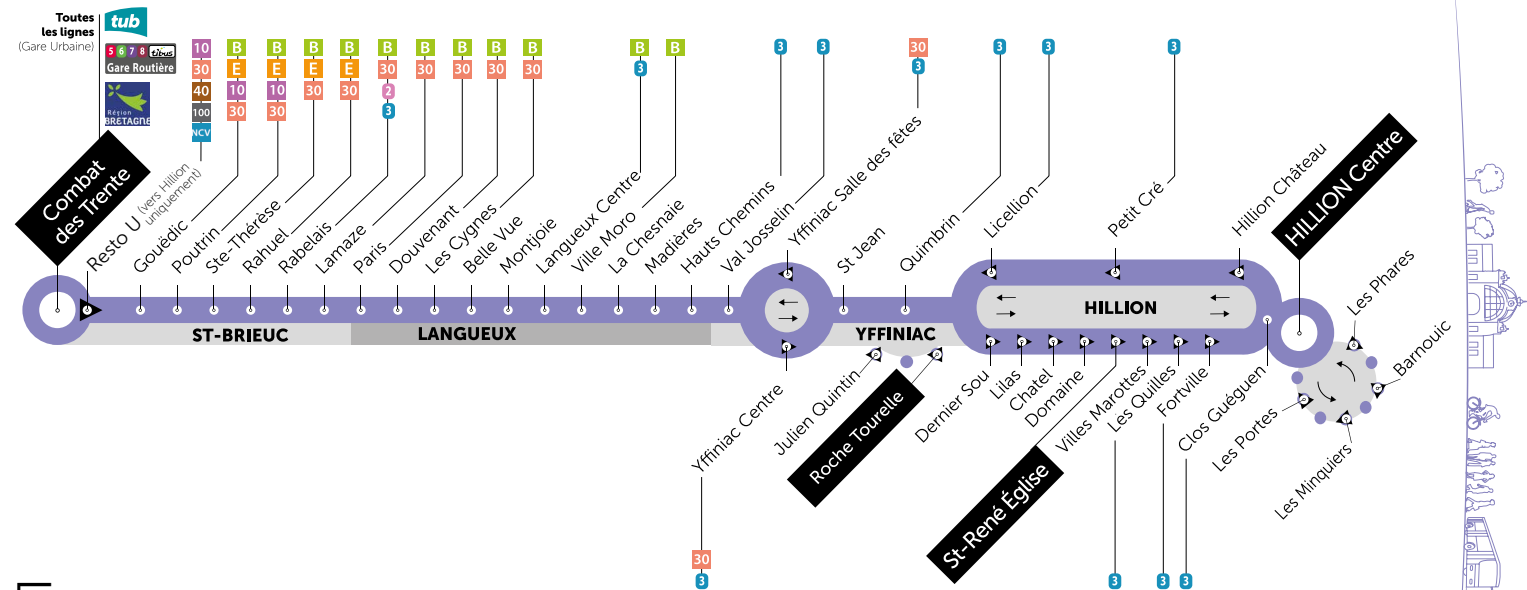 Toutes
les lignes
(Gare Urbaine)
tub
5 6 7 8 tibus
Gare Routière
Région
BRETAGNE
10
30
40
100
NCV
B
E
10
30
B
E
10
30
B
E
30
B
E
30
B
30
2
3
B
30
B
30
B
30
B
30
B
3
B
3
3
30
3
3
3
3
Combat
des Trente
Resto U (vers Hillion
uniquement)
Gouédic
Poutrin
Ste-Thérèse
Rahuel
Rabelais
Lamaze
Paris
Douvenant
Les Cygnes
Belle Vue
Montjoie
Langueux Centre
Ville Moro
La Chesnaie
Madières
Hauts Chemins
Val Josselin
Yffiniac Salle des fêtes
St Jean
Quimbrin
Licellion
Petit Cré
Hillion Château
HILLION Centre
ST-BRIEUC
LANGUEUX
YFFINIAC
HILLION
Yffiniac Centre
Julien Quintin
Roche Tourelle
Dernier Sou
Lilas
Chatel
Domaine
St-René Église
Villes Marottes
Les Quilles
Fortville
Clos Guéguen
Les Portes
Les Minquiers
Barnouic
Les Phares
30
3
3
3
3